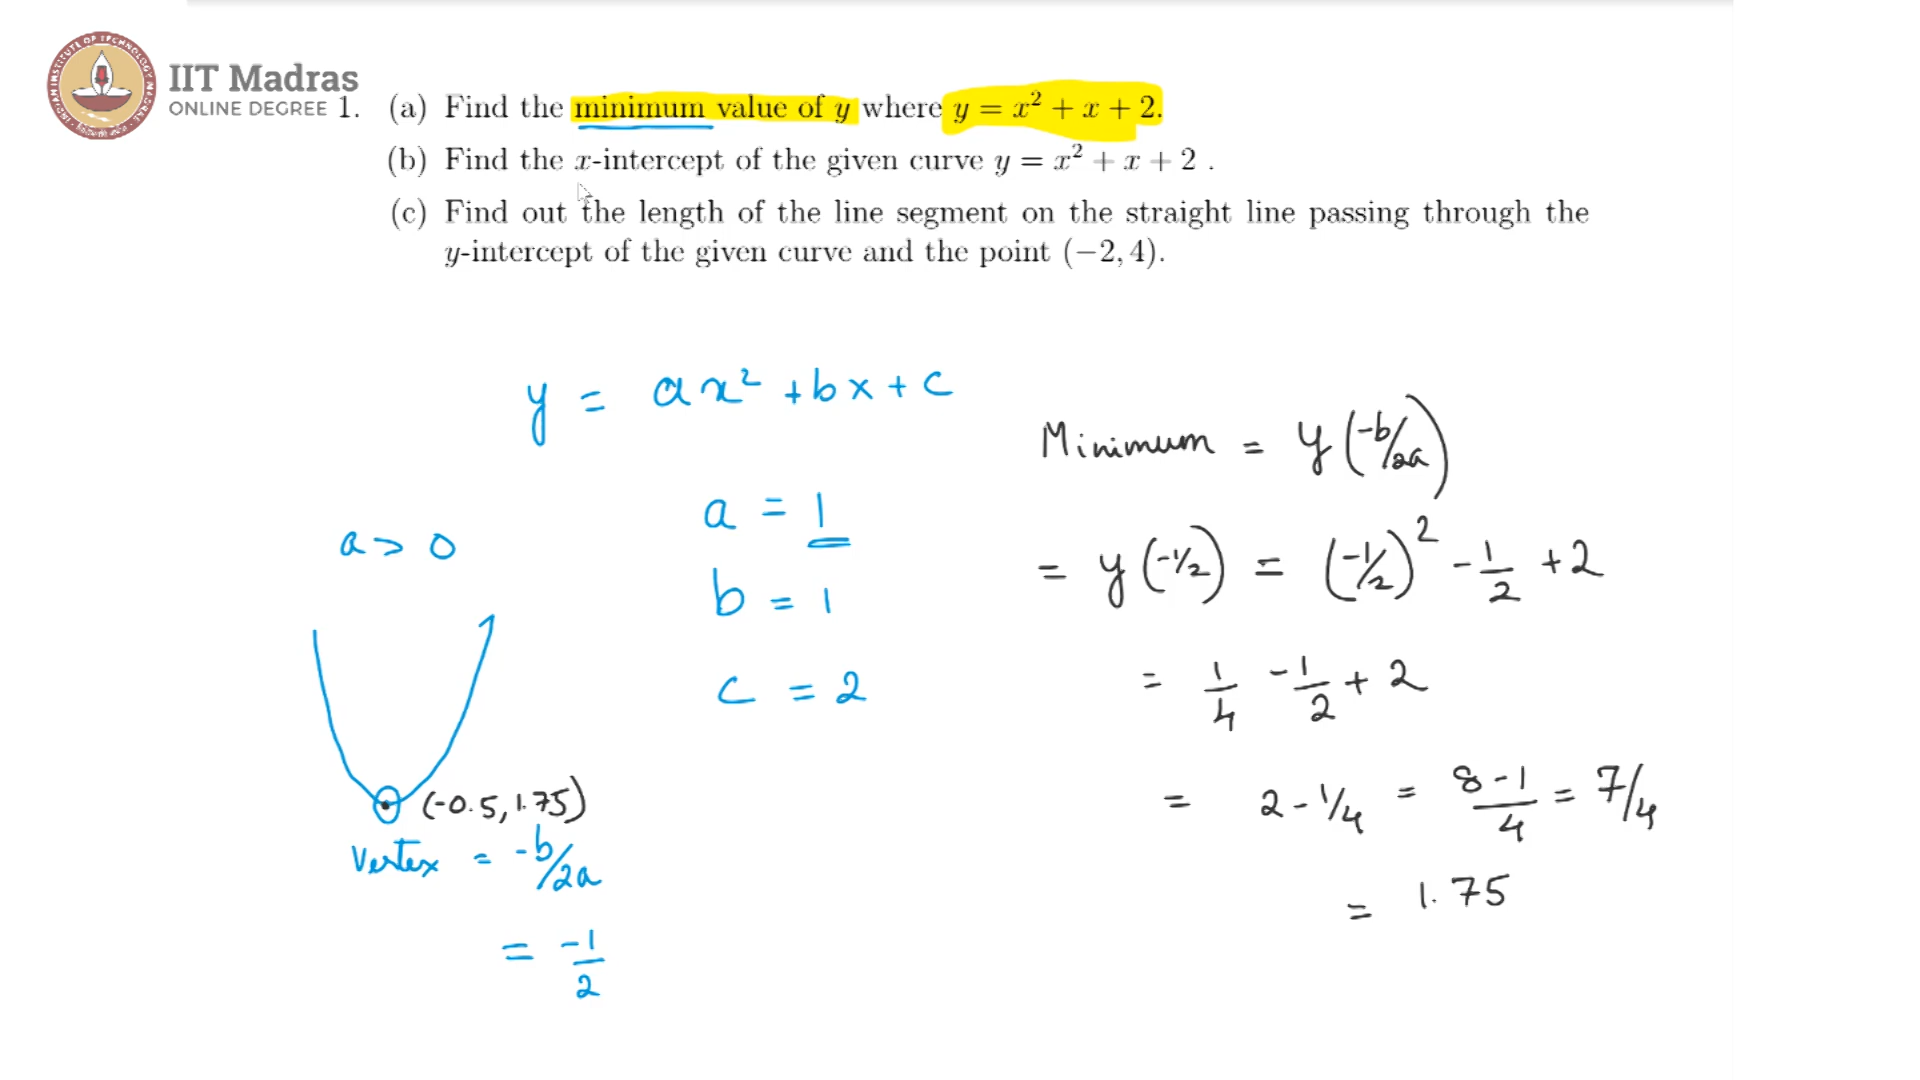 IIT Madras
ONLINE DEGREE
1. (a) Find the minimum value of y where y = x² + x + 2.
(b) Find the x-intercept of the given curve y = x² + x + 2 .
(c) Find out the length of the line segment on the straight line passing through the
y-intercept of the given curve and the point (−2, 4).
y = ax² + bx + c
a > 0
a = 1
b = 1
c = 2
(-0.5, 1.75)
Vertex = -b/2a
= -1/2
Minimum = y(-b/2a)
= y(-1/2) = (-1/2)² - 1/2 + 2
= 1/4 - 1/2 + 2
= 2 - 1/4 = 8-1/4 = 7/4
= 1.75